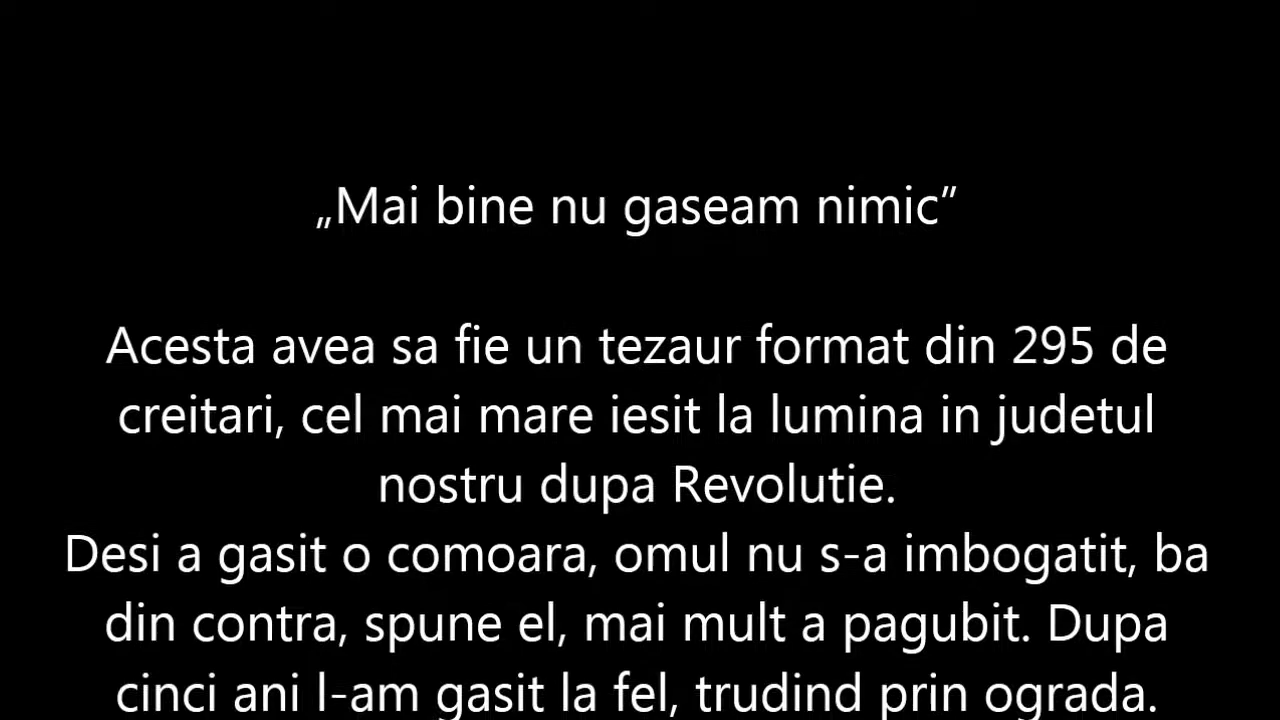 „Mai bine nu gaseam nimic”
Acesta avea sa fie un tezaur format din 295 de
creitari, cel mai mare iesit la lumina in judetul
nostru dupa Revolutie.
Desi a gasit o comoara, omul nu s-a imbogatit, ba
din contra, spune el, mai mult a pagubit. Dupa
cinci ani l-am gasit la fel, trudind prin ograda.